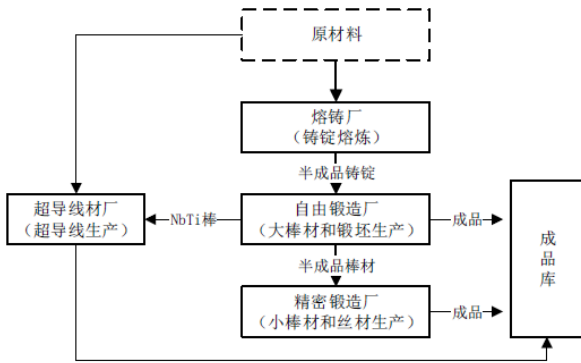 原材料
熔铸厂
（铸锭熔炼）
半成品铸锭
超导线材厂
（超导线生产）
NbTi棒
自由锻造厂
（大棒材和锻坯生产）
成品
成品库
半成品棒材
精密锻造厂
（小棒材和丝材生产）
成品